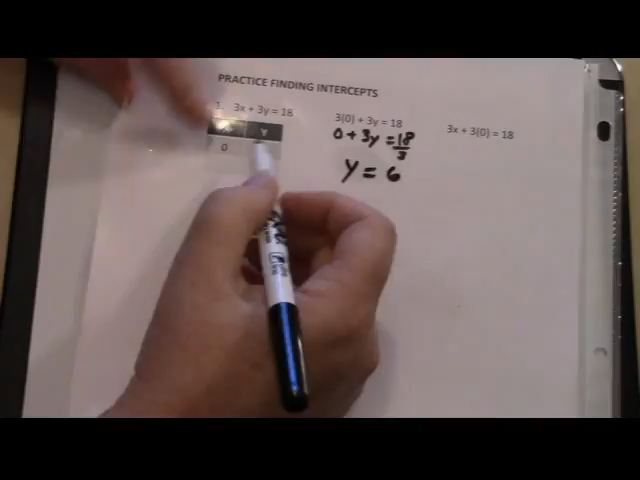 PRACTICE FINDING INTERCEPTS
1. 3x + 3y = 18
X Y
0
3(0) + 3y = 18
0 + 3y = 18/3
y = 6
3x + 3(0) = 18